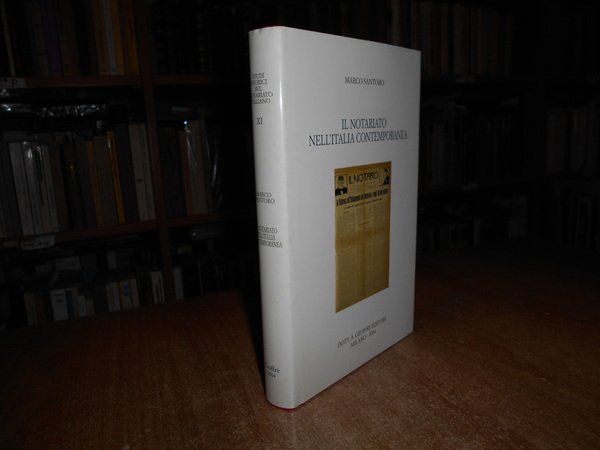 STUDI
STORICI
SUL
NOTARIATO
ITALIANO
XI
MARCO
SANTORO
NOTARIATO
NELL'ITALIA
CONTEMPORANEA
Giuffrè
2004
MARCO SANTORO
IL NOTARIATO
NELL'ITALIA CONTEMPORANEA
IL NOTARO
DOTT. A. GIUFFRÈ EDITORE
MILANO - 2004